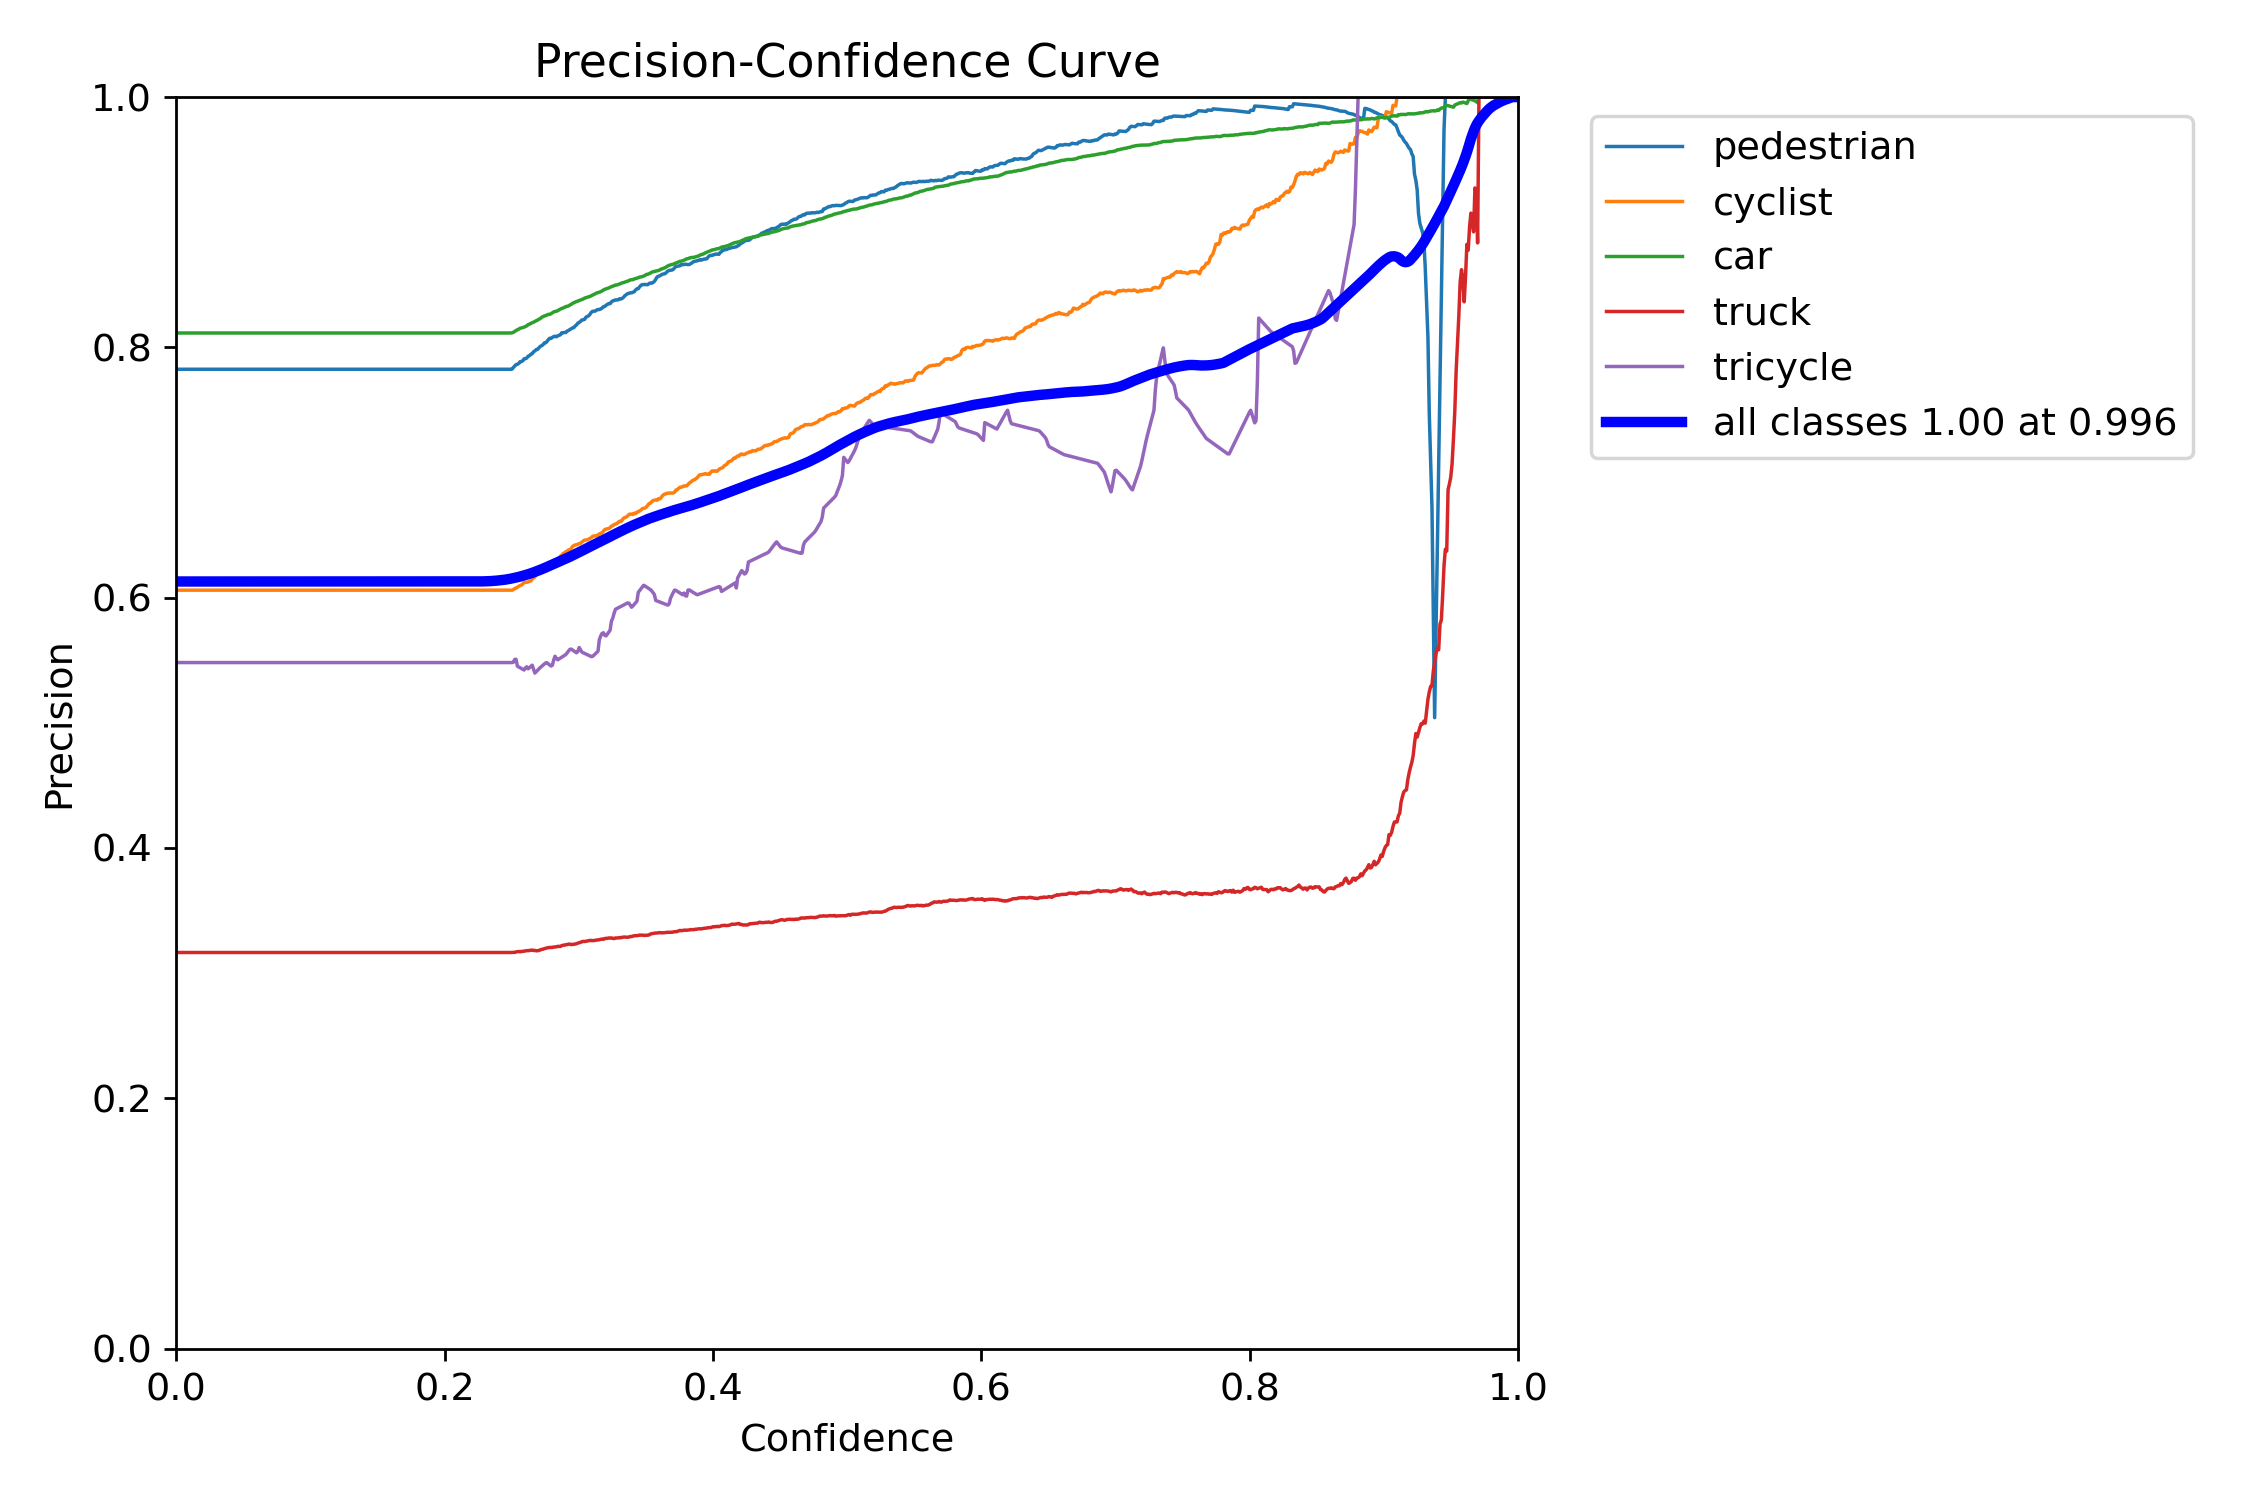 Precision-Confidence Curve
1.0
0.8
0.6
0.4
0.2
0.0
Precision
0.0 0.2 0.4 0.6 0.8 1.0
Confidence
pedestrian
cyclist
car
truck
tricycle
all classes 1.00 at 0.996